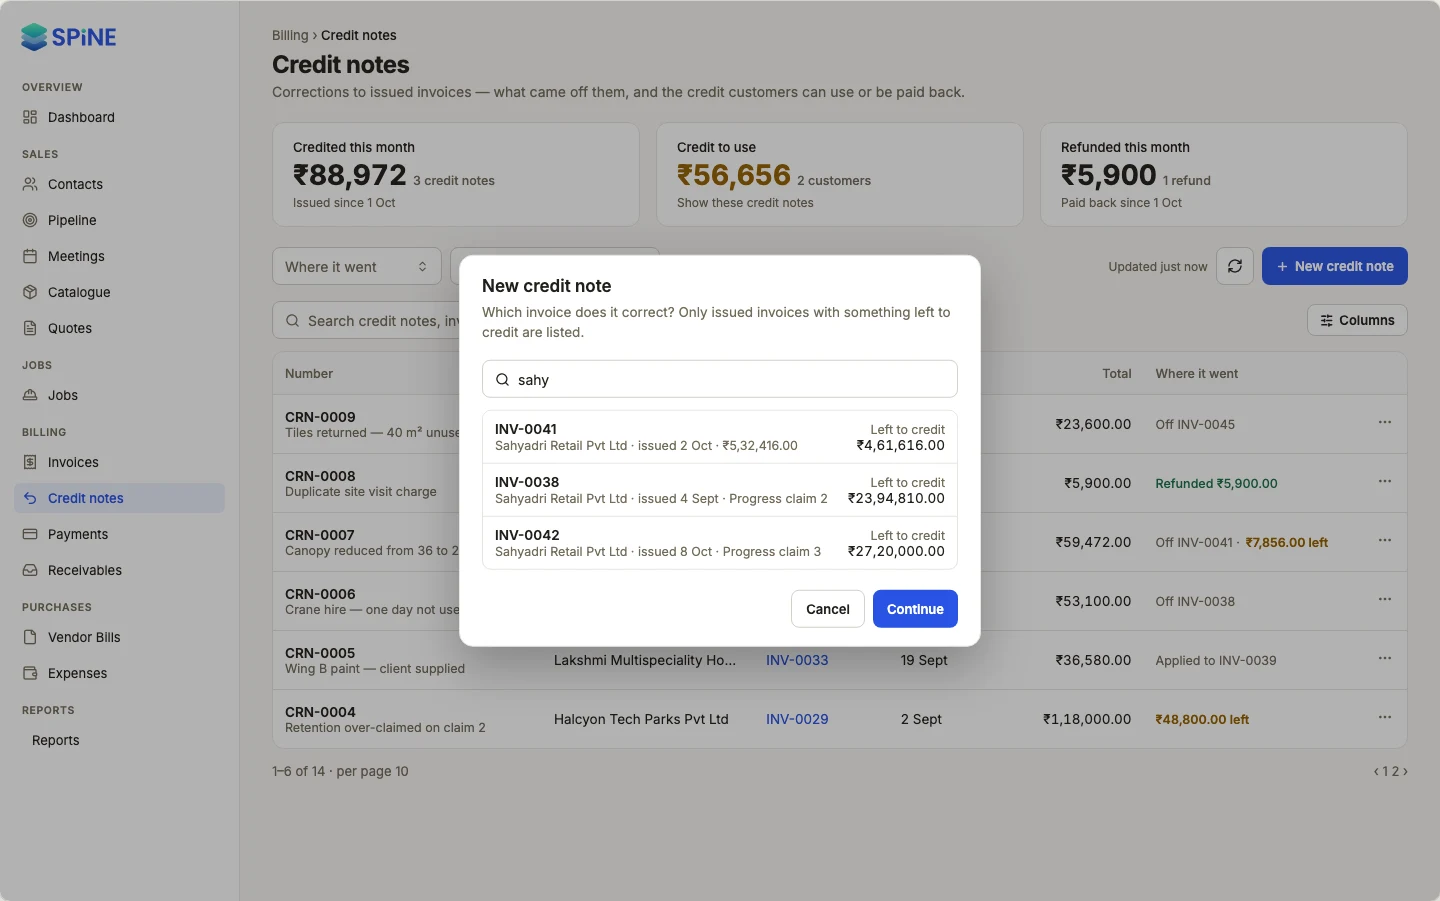 SPiNE
OVERVIEW
Dashboard
SALES
Contacts
Pipeline
Meetings
Catalogue
Quotes
JOBS
Jobs
BILLING
Invoices
Credit notes
Payments
Receivables
PURCHASES
Vendor Bills
Expenses
REPORTS
Reports
Billing › Credit notes
Credit notes
Corrections to issued invoices — what came off them, and the credit customers can use or be paid back.
Credited this month
₹88,972 3 credit notes
Issued since 1 Oct
Credit to use
₹56,656 2 customers
Show these credit notes
Refunded this month
₹5,900 1 refund
Paid back since 1 Oct
Where it went
Updated just now
+ New credit note
Search credit notes, inv
Columns
Number Total Where it went
CRN-0009
Tiles returned — 40 m² unuse
₹23,600.00 Off INV-0045
CRN-0008
Duplicate site visit charge
₹5,900.00 Refunded ₹5,900.00
CRN-0007
Canopy reduced from 36 to 2
₹59,472.00 Off INV-0041 · ₹7,856.00 left
CRN-0006
Crane hire — one day not use
₹53,100.00 Off INV-0038
CRN-0005
Wing B paint — client supplied
Lakshmi Multispeciality Ho... INV-0033 19 Sept ₹36,580.00 Applied to INV-0039
CRN-0004
Retention over-claimed on claim 2
Halcyon Tech Parks Pvt Ltd INV-0029 2 Sept ₹1,18,000.00 ₹48,800.00 left
1–6 of 14 · per page 10
‹ 1 2 ›
New credit note
Which invoice does it correct? Only issued invoices with something left to
credit are listed.
sahy
INV-0041 Left to credit
Sahyadri Retail Pvt Ltd · issued 2 Oct · ₹5,32,416.00 ₹4,61,616.00
INV-0038 Left to credit
Sahyadri Retail Pvt Ltd · issued 4 Sept · Progress claim 2 ₹23,94,810.00
INV-0042 Left to credit
Sahyadri Retail Pvt Ltd · issued 8 Oct · Progress claim 3 ₹27,20,000.00
Cancel
Continue